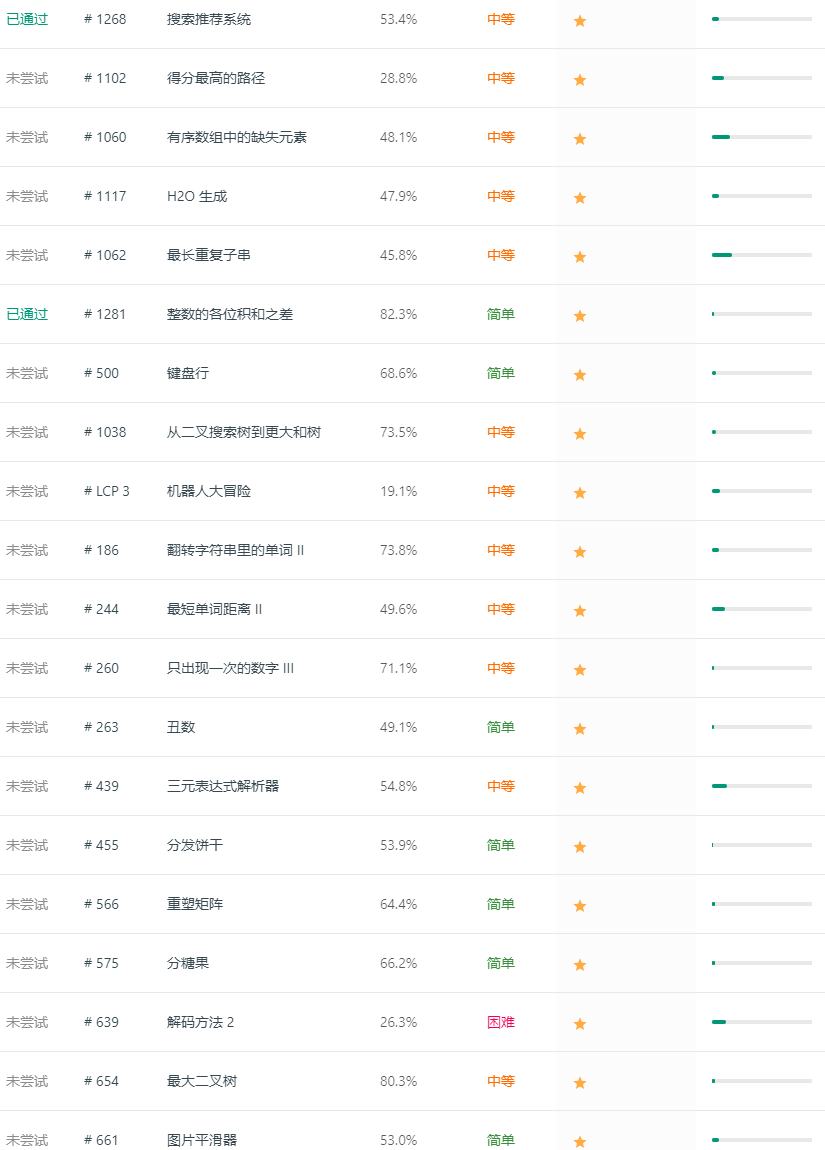 已通过 # 1268 搜索推荐系统 53.4% 中等
未尝试 # 1102 得分最高的路径 28.8% 中等
未尝试 # 1060 有序数组中的缺失元素 48.1% 中等
未尝试 # 1117 H2O 生成 47.9% 中等
未尝试 # 1062 最长重复子串 45.8% 中等
已通过 # 1281 整数的各位积和之差 82.3% 简单
未尝试 # 500 键盘行 68.6% 简单
未尝试 # 1038 从二叉搜索树到更大和树 73.5% 中等
未尝试 # LCP 3 机器人大冒险 19.1% 中等
未尝试 # 186 翻转字符串里的单词 II 73.8% 中等
未尝试 # 244 最短单词距离 II 49.6% 中等
未尝试 # 260 只出现一次的数字 III 71.1% 中等
未尝试 # 263 丑数 49.1% 简单
未尝试 # 439 三元表达式解析器 54.8% 中等
未尝试 # 455 分发饼干 53.9% 简单
未尝试 # 566 重塑矩阵 64.4% 简单
未尝试 # 575 分糖果 66.2% 简单
未尝试 # 639 解码方法 2 26.3% 困难
未尝试 # 654 最大二叉树 80.3% 中等
未尝试 # 661 图片平滑器 53.0% 简单